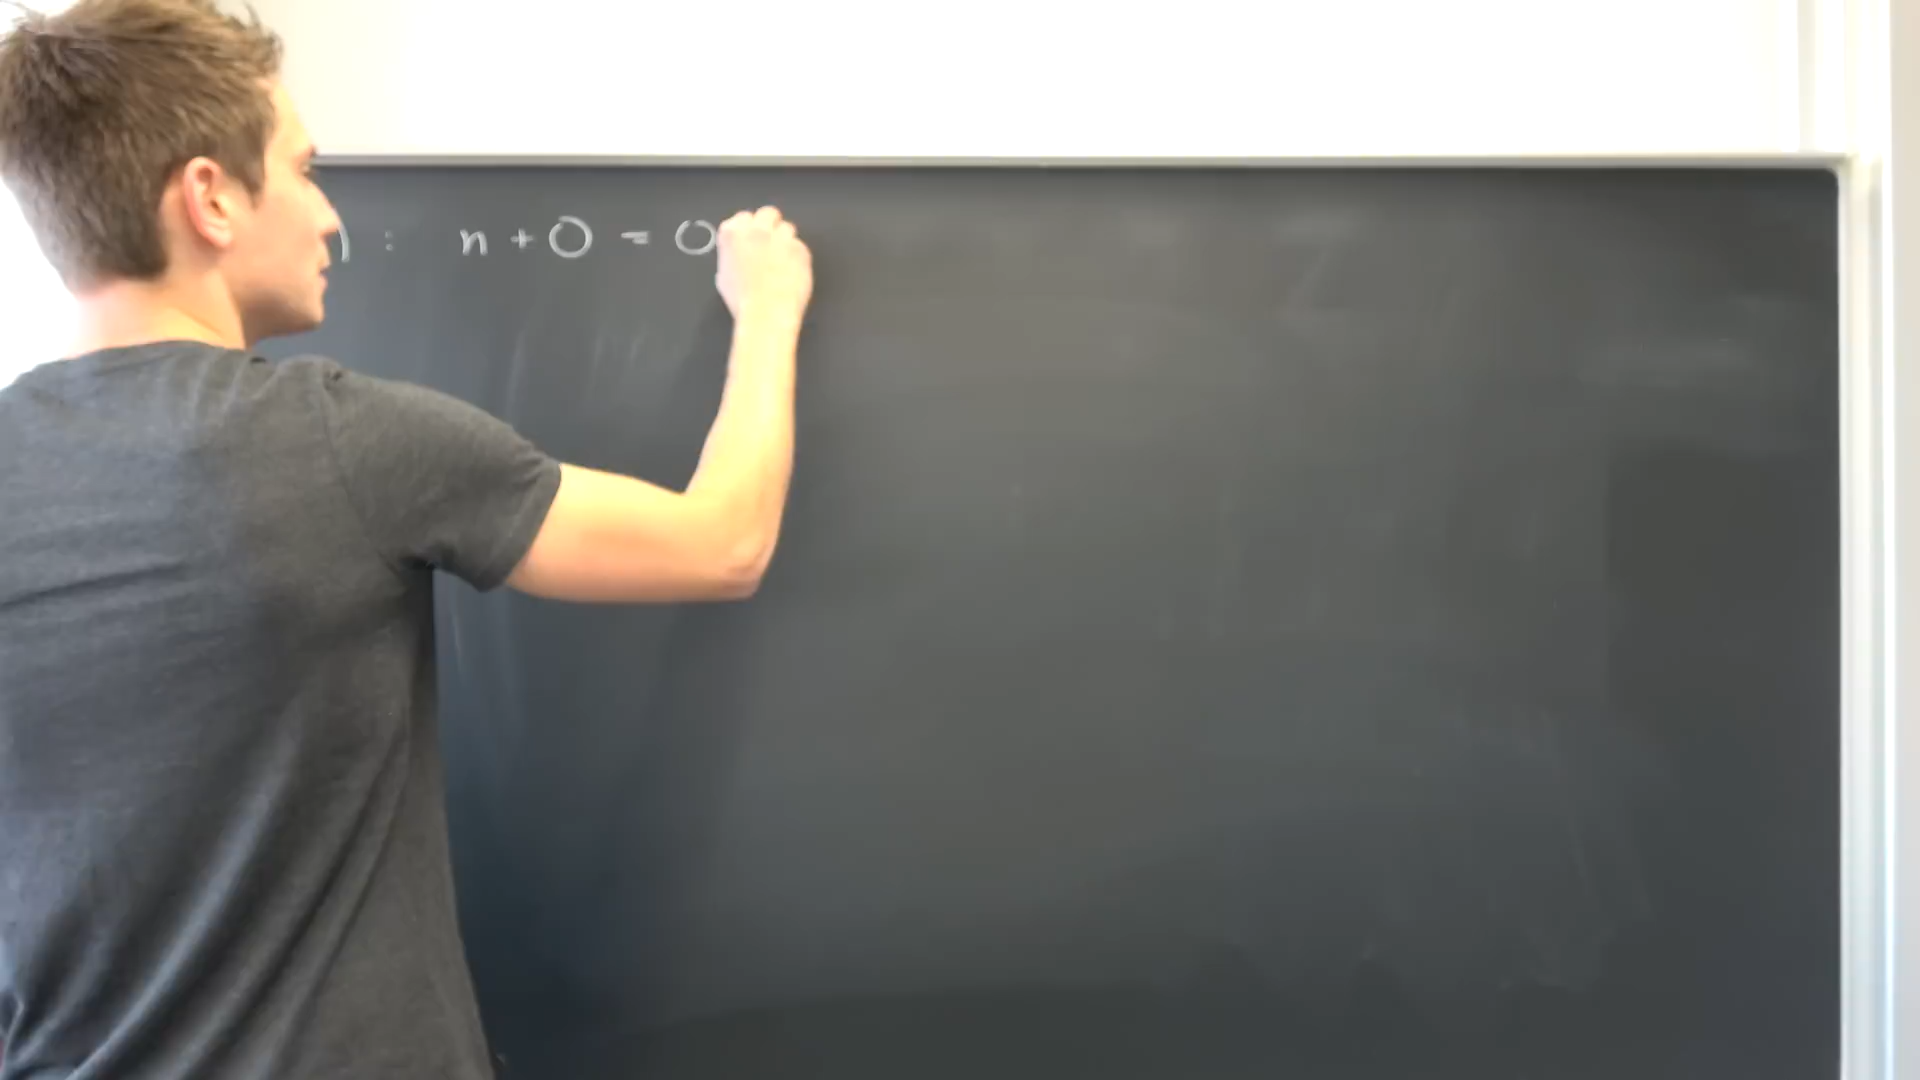 ) : n + 0 = 0